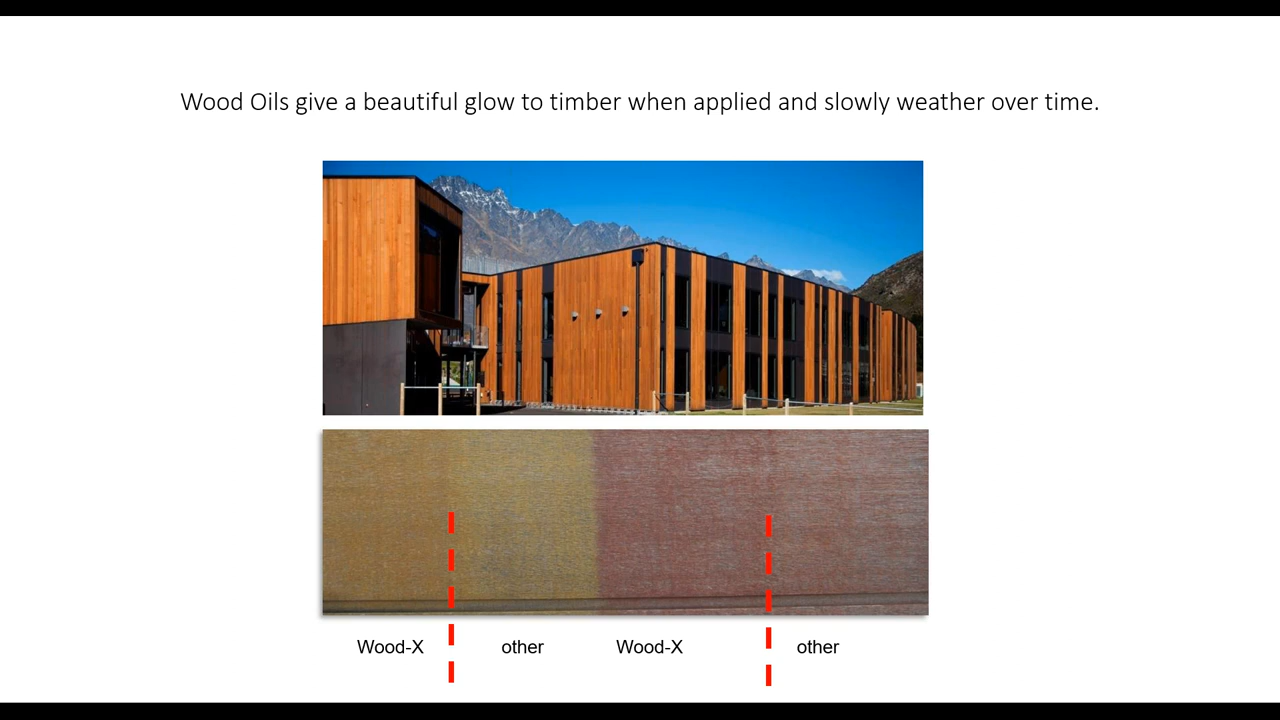 Wood Oils give a beautiful glow to timber when applied and slowly weather over time.
Wood-X other Wood-X other